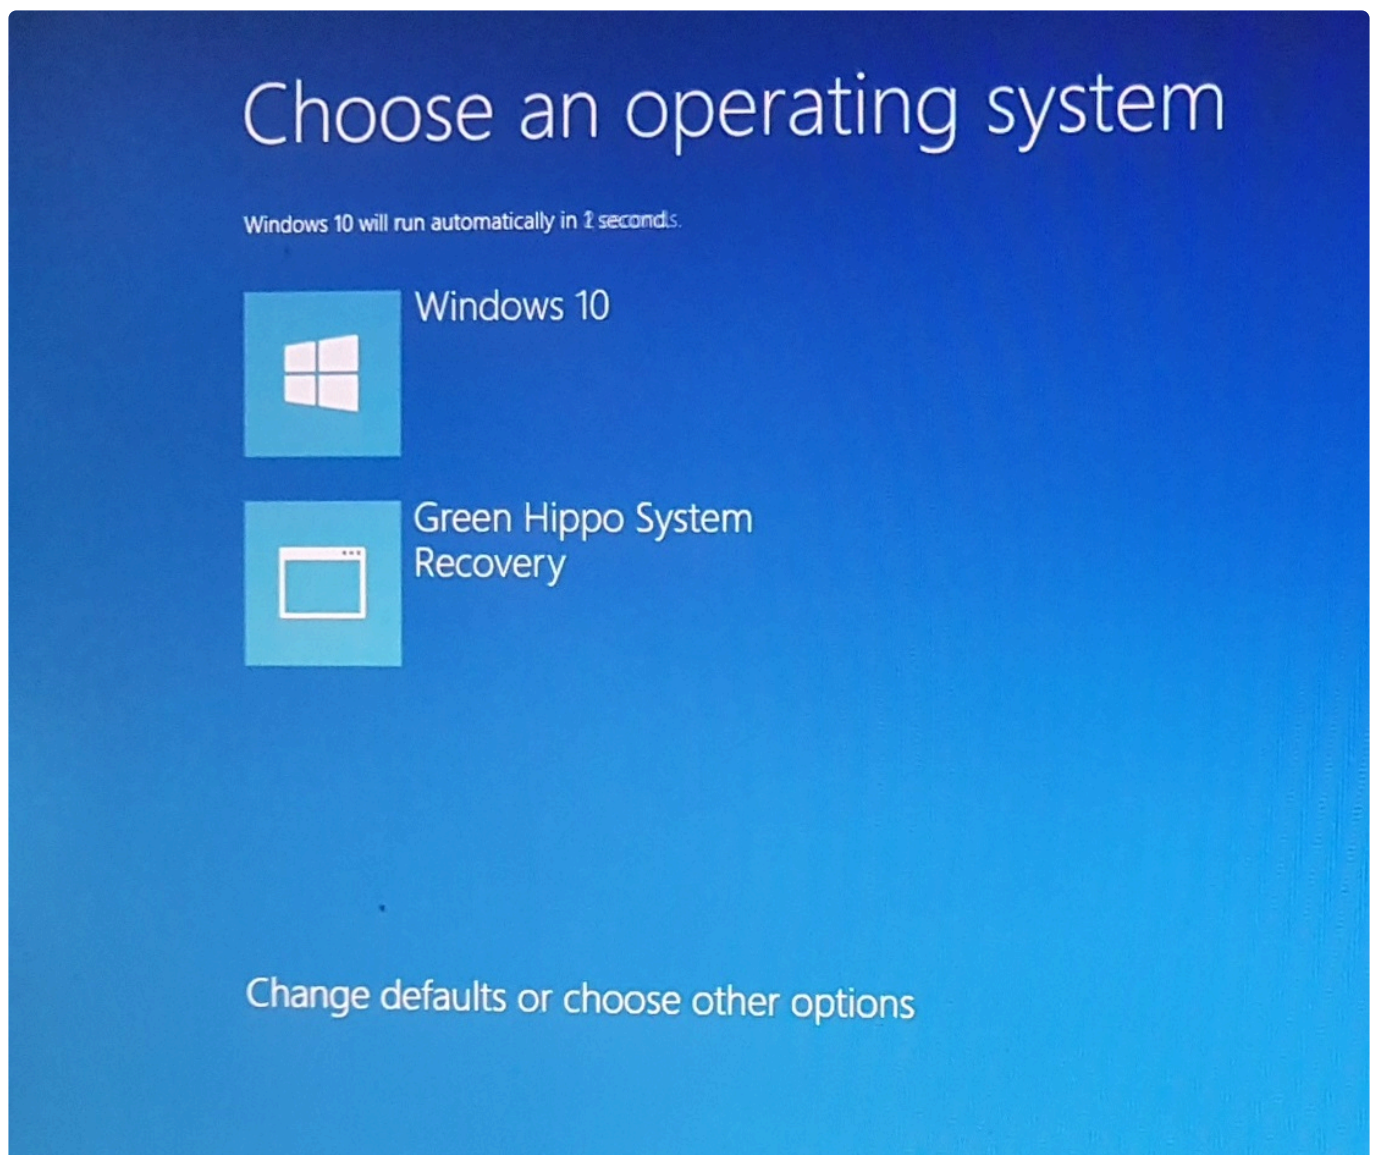 Choose an operating system
Windows 10 will run automatically in seconds.
Windows 10
Green Hippo System
Recovery
Change defaults or choose other options